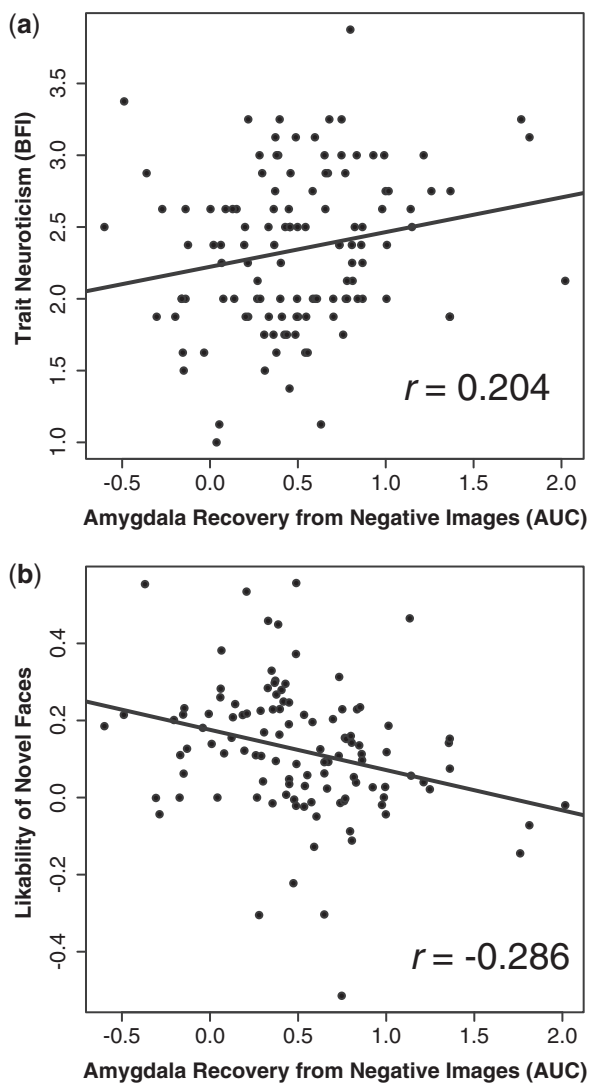 (a)
Trait Neuroticism (BFI)
3.5
3.0
2.5
2.0
1.5
1.0
r = 0.204
-0.5 0.0 0.5 1.0 1.5 2.0
Amygdala Recovery from Negative Images (AUC)
(b)
Likability of Novel Faces
0.4
0.2
0.0
-0.2
-0.4
r = -0.286
-0.5 0.0 0.5 1.0 1.5 2.0
Amygdala Recovery from Negative Images (AUC)